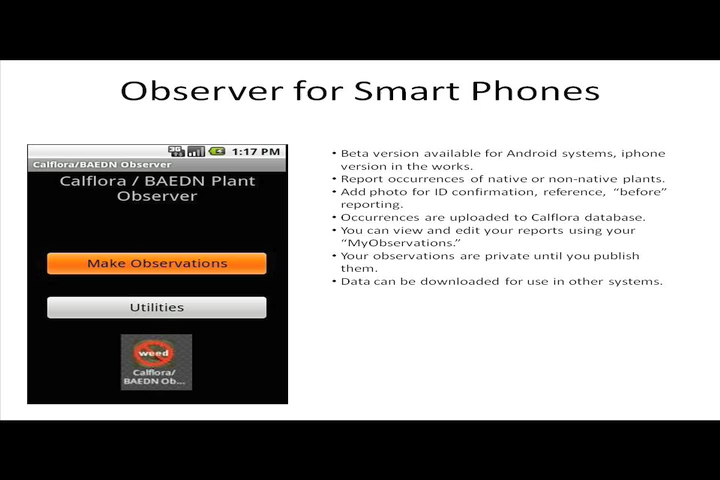 Observer for Smart Phones
3G
1:17 PM
Calflora/BAEDN Observer
Calflora / BAEDN Plant
Observer
Make Observations
Utilities
weed
Calflora/
BAEDN Ob...
• Beta version available for Android systems, iphone
version in the works.
• Report occurrences of native or non-native plants.
• Add photo for ID confirmation, reference, “before”
reporting.
• Occurrences are uploaded to Calflora database.
• You can view and edit your reports using your
“MyObservations.”
• Your observations are private until you publish
them.
• Data can be downloaded for use in other systems.